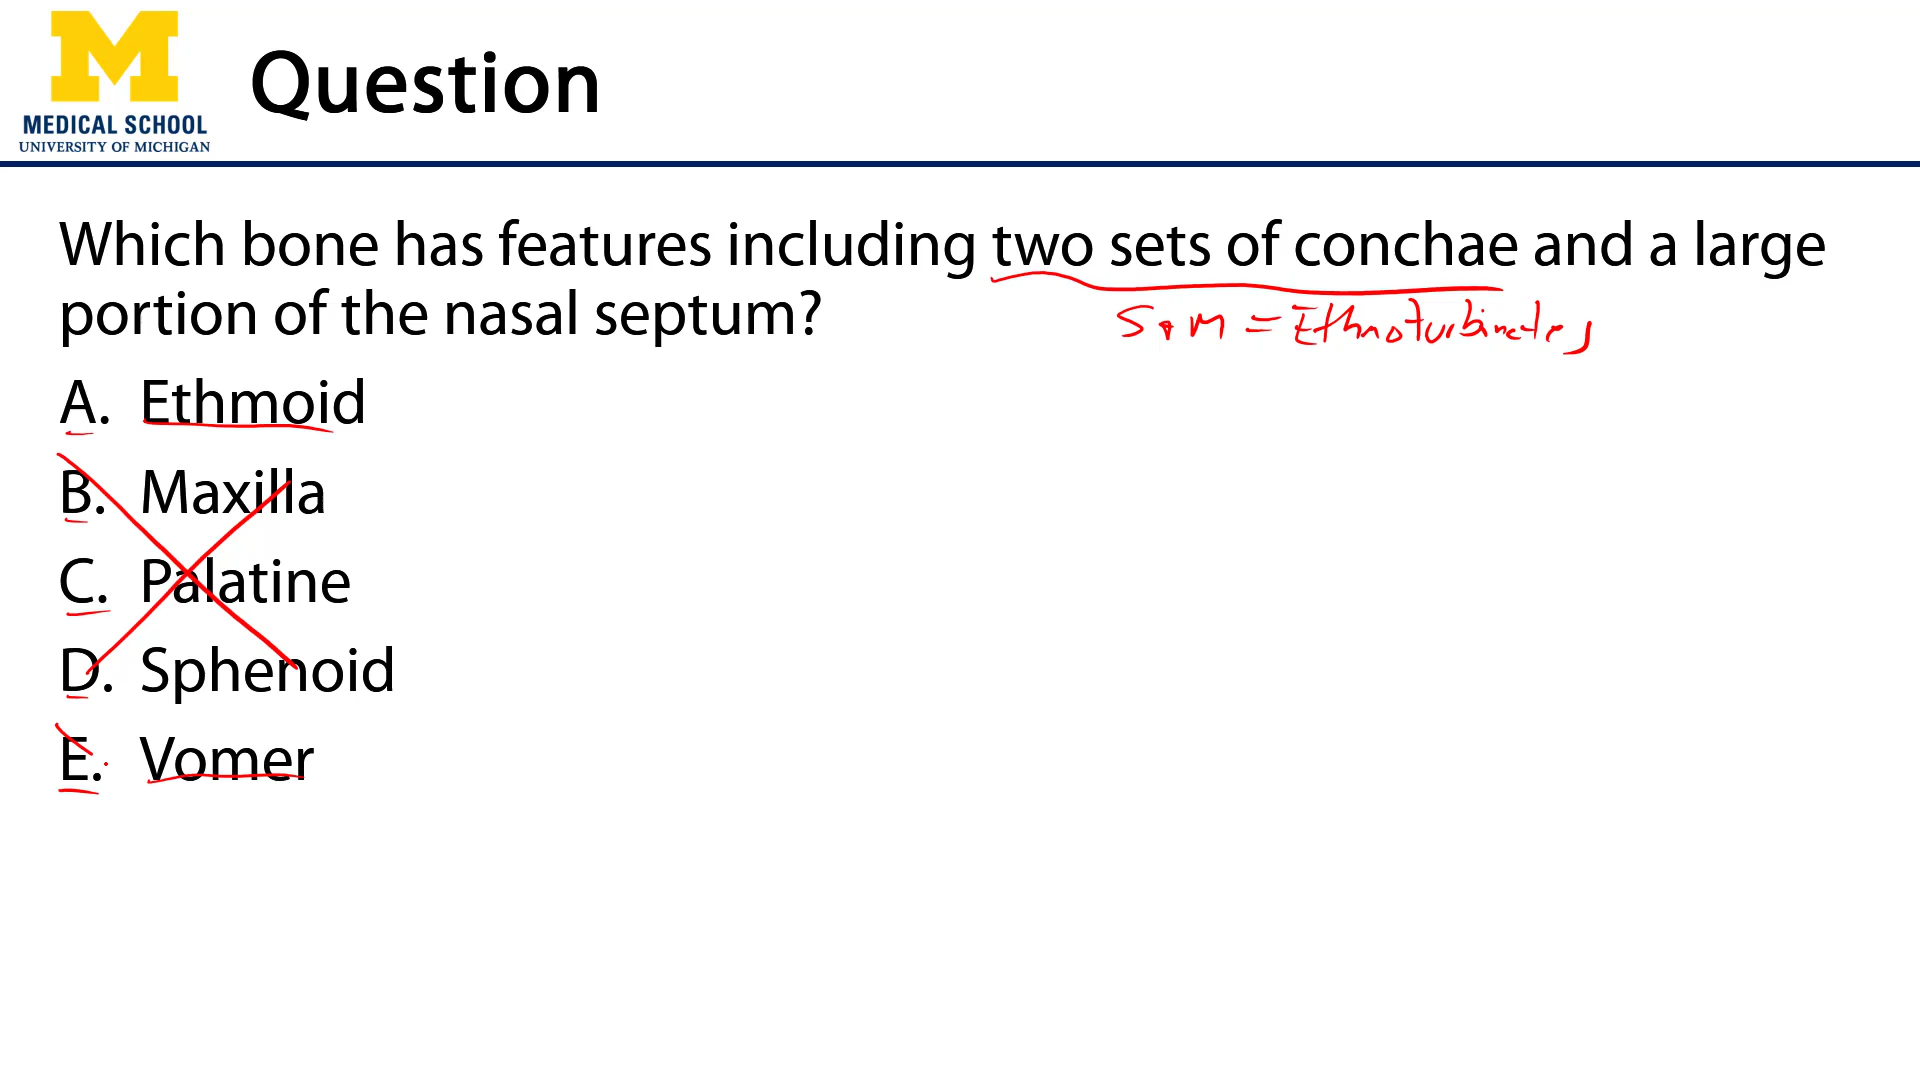 M
MEDICAL SCHOOL
UNIVERSITY OF MICHIGAN
Question
Which bone has features including two sets of conchae and a large
portion of the nasal septum?
S + M = Ethnoturbinates
A. Ethmoid
B. Maxilla
C. Palatine
D. Sphenoid
E. Vomer